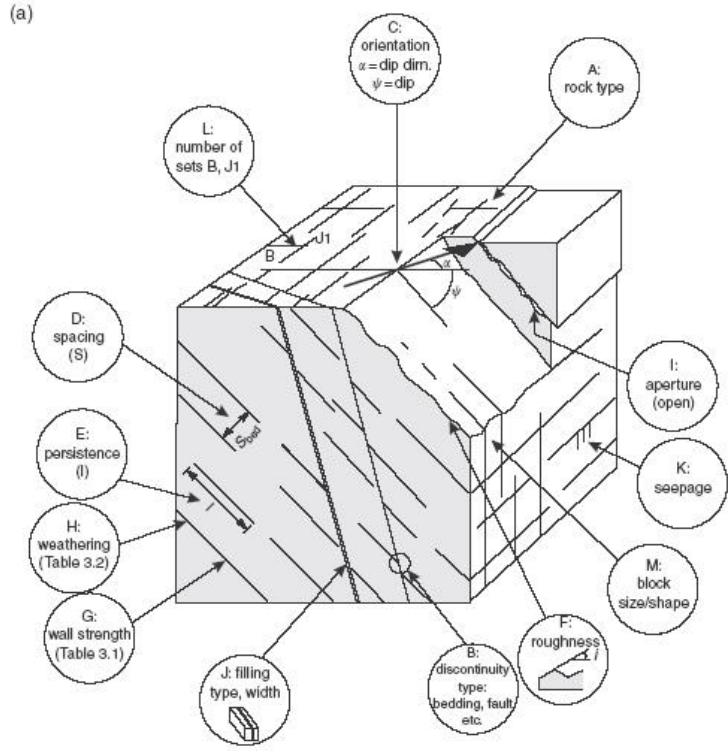 (a)
C:
orientation
α = dip dirn.
ψ = dip
A:
rock type
L:
number of
sets B, J1
J1
B
α
ψ
D:
spacing
(S)
Sbed
I:
aperture
(open)
E:
persistence
(l)
l
K:
seepage
H:
weathering
(Table 3.2)
M:
block
size/shape
G:
wall strength
(Table 3.1)
F:
roughness
i
J: filling
type, width
B:
discontinuity
type:
bedding, fault
etc.